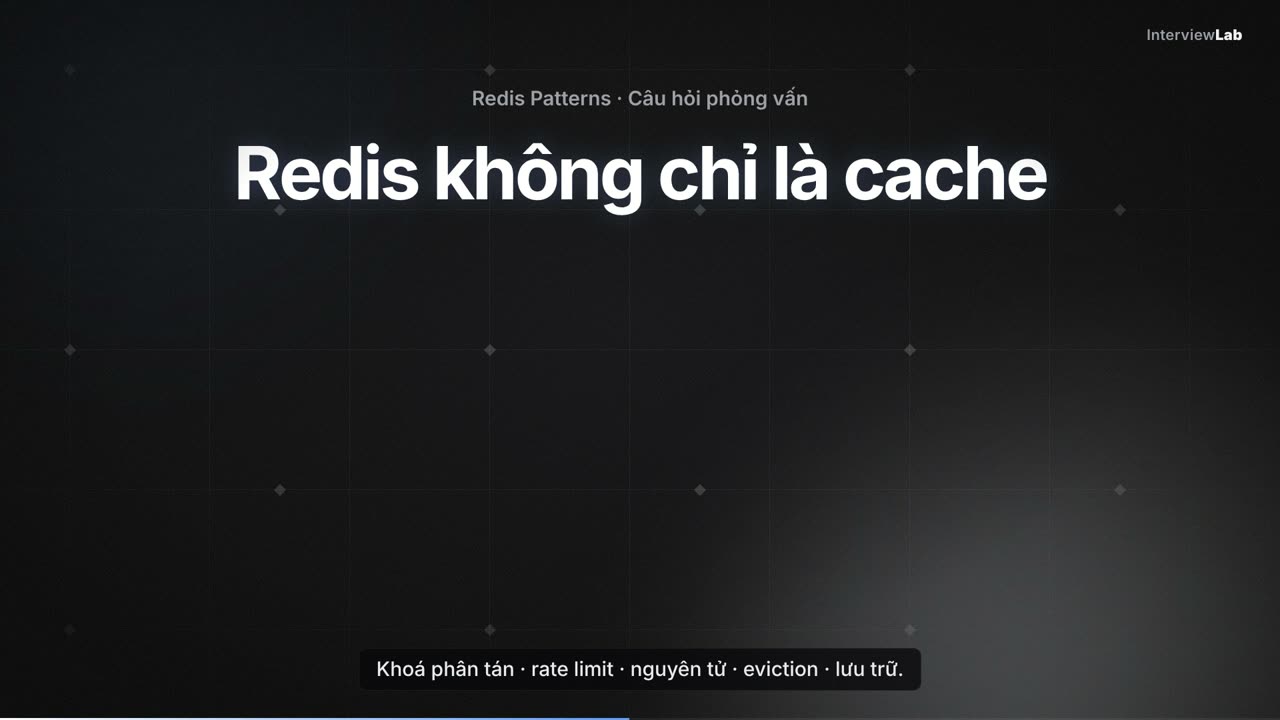 InterviewLab
Redis Patterns · Câu hỏi phỏng vấn
Redis không chỉ là cache
Khoá phân tán · rate limit · nguyên tử · eviction · lưu trữ.